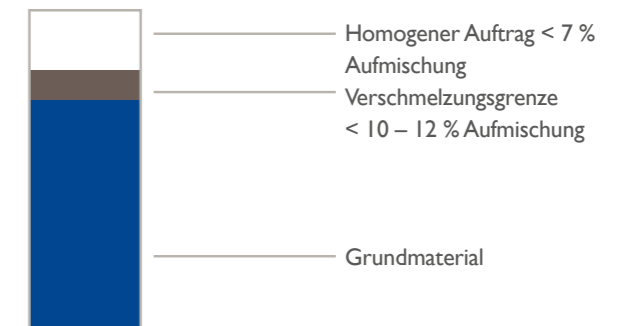 Homogener Auftrag < 7 %
Aufmischung
Verschmelzungsgrenze
< 10 – 12 % Aufmischung
Grundmaterial